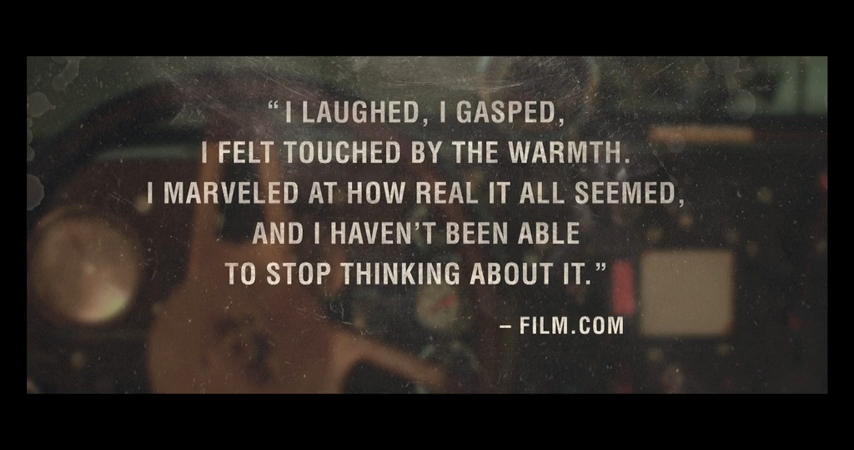 “ I LAUGHED, I GASPED,
I FELT TOUCHED BY THE WARMTH.
I MARVELED AT HOW REAL IT ALL SEEMED,
AND I HAVEN’T BEEN ABLE
TO STOP THINKING ABOUT IT.”
– FILM.COM